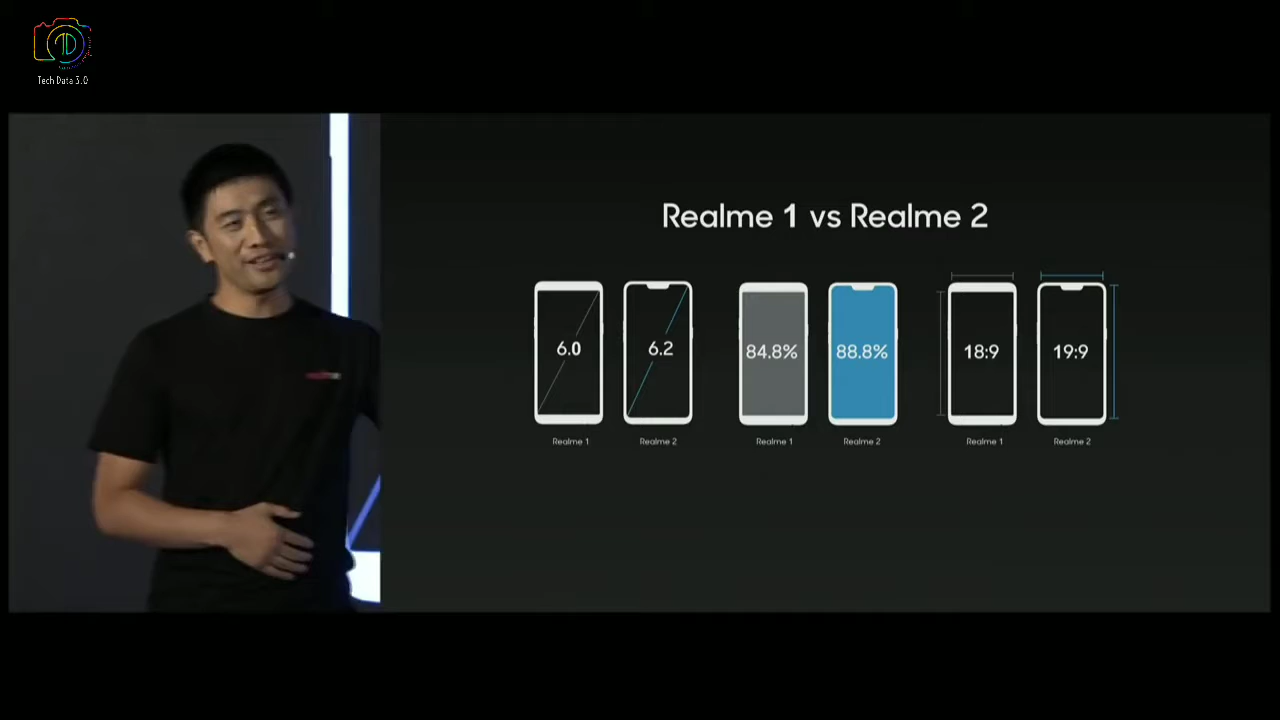 Tech Data 3.0
Realme 1 vs Realme 2
6.0
6.2
84.8%
88.8%
18:9
19:9
Realme 1
Realme 2
Realme 1
Realme 2
Realme 1
Realme 2